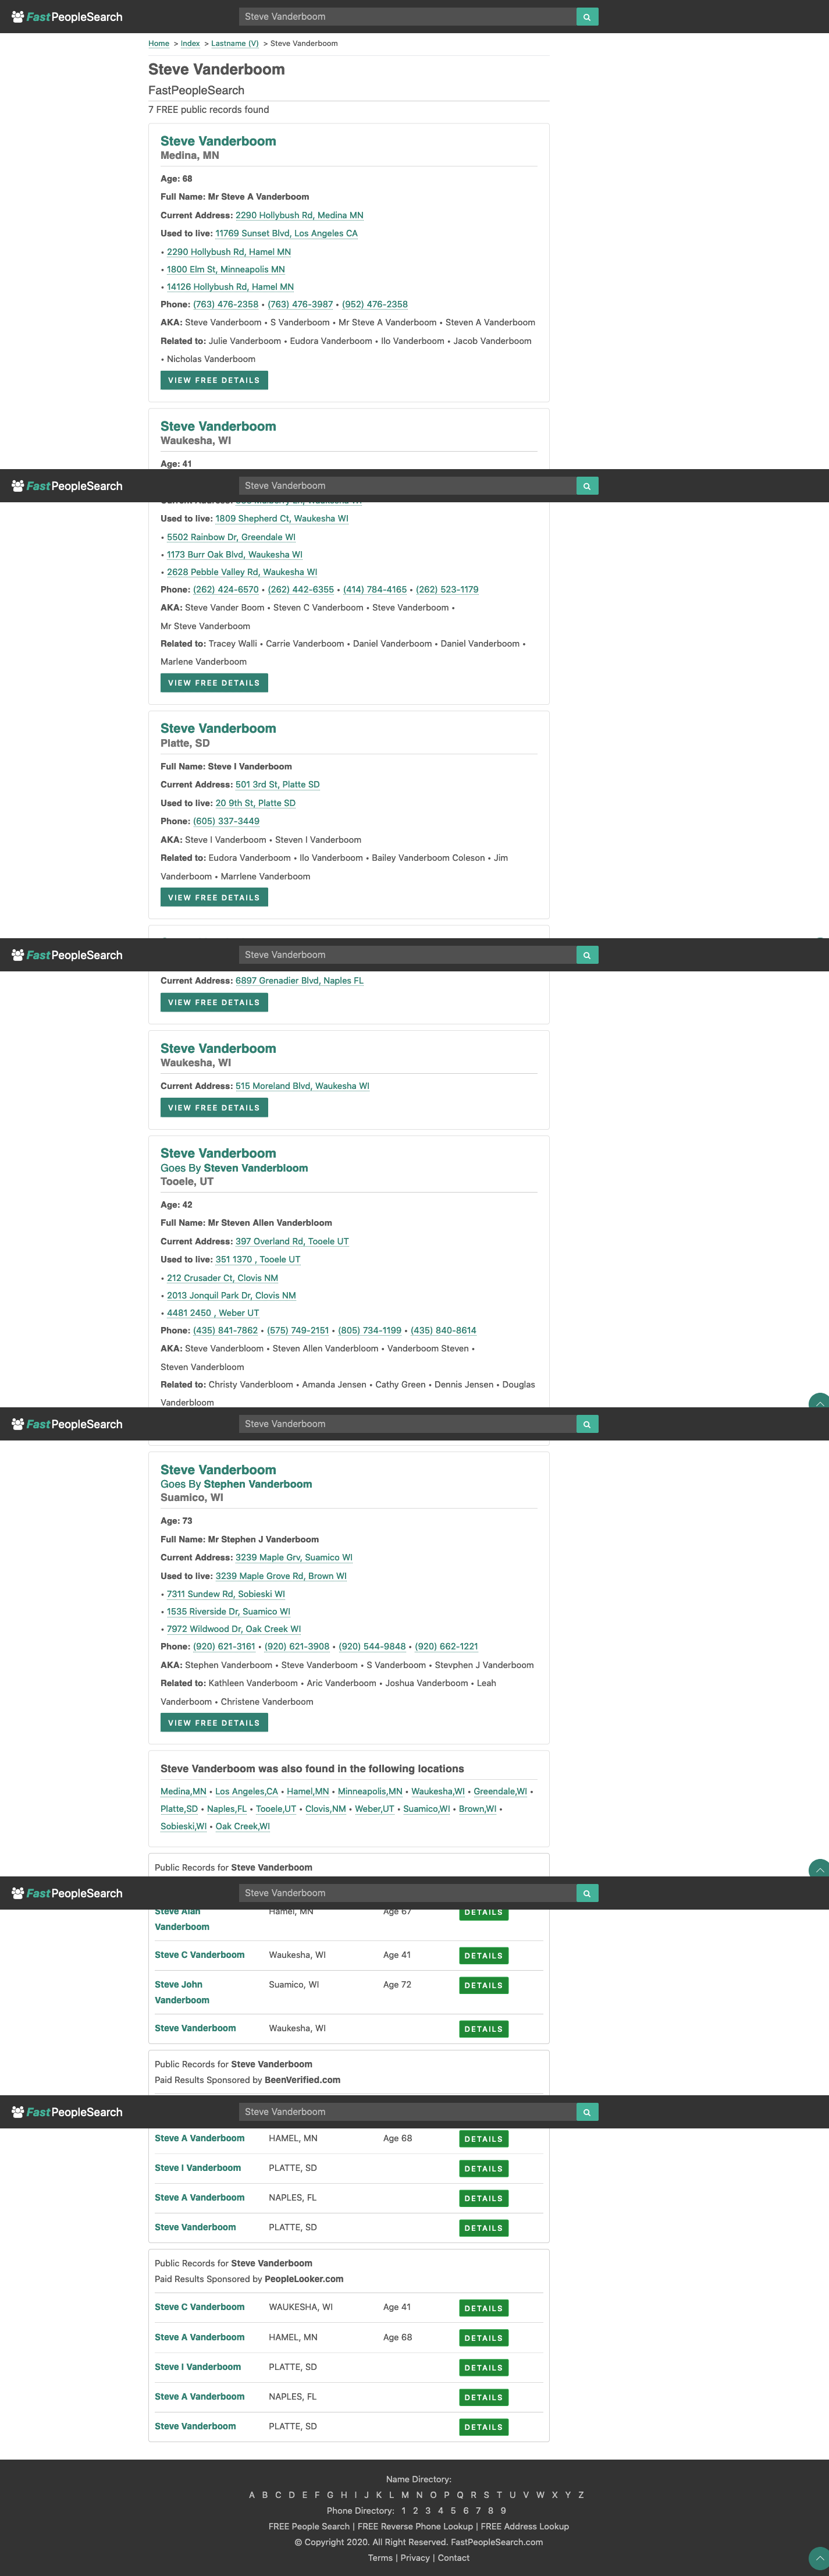 FastPeopleSearch
Steve Vanderboom
Home > Index > Lastname (V) > Steve Vanderboom
Steve Vanderboom
FastPeopleSearch
7 FREE public records found
Steve Vanderboom
Medina, MN
Age: 68
Full Name: Mr Steve A Vanderboom
Current Address: 2290 Hollybush Rd, Medina MN
Used to live: 11769 Sunset Blvd, Los Angeles CA
• 2290 Hollybush Rd, Hamel MN
• 1800 Elm St, Minneapolis MN
• 14126 Hollybush Rd, Hamel MN
Phone: (763) 476-2358 • (763) 476-3987 • (952) 476-2358
AKA: Steve Vanderboom • S Vanderboom • Mr Steve A Vanderboom • Steven A Vanderboom
Related to: Julie Vanderboom • Eudora Vanderboom • Ilo Vanderboom • Jacob Vanderboom
• Nicholas Vanderboom
VIEW FREE DETAILS
Steve Vanderboom
Waukesha, WI
Age: 41
FastPeopleSearch
Steve Vanderboom
Used to live: 1809 Shepherd Ct, Waukesha WI
• 5502 Rainbow Dr, Greendale WI
• 1173 Burr Oak Blvd, Waukesha WI
• 2628 Pebble Valley Rd, Waukesha WI
Phone: (262) 424-6570 • (262) 442-6355 • (414) 784-4165 • (262) 523-1179
AKA: Steve Vander Boom • Steven C Vanderboom • Steve Vanderboom •
Mr Steve Vanderboom
Related to: Tracey Walli • Carrie Vanderboom • Daniel Vanderboom • Daniel Vanderboom •
Marlene Vanderboom
VIEW FREE DETAILS
Steve Vanderboom
Platte, SD
Full Name: Steve I Vanderboom
Current Address: 501 3rd St, Platte SD
Used to live: 20 9th St, Platte SD
Phone: (605) 337-3449
AKA: Steve I Vanderboom • Steven I Vanderboom
Related to: Eudora Vanderboom • Ilo Vanderboom • Bailey Vanderboom Coleson • Jim
Vanderboom • Marrlene Vanderboom
VIEW FREE DETAILS
FastPeopleSearch
Steve Vanderboom
Current Address: 6897 Grenadier Blvd, Naples FL
VIEW FREE DETAILS
Steve Vanderboom
Waukesha, WI
Current Address: 515 Moreland Blvd, Waukesha WI
VIEW FREE DETAILS
Steve Vanderboom
Goes By Steven Vanderbloom
Tooele, UT
Age: 42
Full Name: Mr Steven Allen Vanderbloom
Current Address: 397 Overland Rd, Tooele UT
Used to live: 351 1370 , Tooele UT
• 212 Crusader Ct, Clovis NM
• 2013 Jonquil Park Dr, Clovis NM
• 4481 2450 , Weber UT
Phone: (435) 841-7862 • (575) 749-2151 • (805) 734-1199 • (435) 840-8614
AKA: Steve Vanderbloom • Steven Allen Vanderbloom • Vanderboom Steven •
Steven Vanderbloom
Related to: Christy Vanderbloom • Amanda Jensen • Cathy Green • Dennis Jensen • Douglas
Vanderbloom
FastPeopleSearch
Steve Vanderboom
Steve Vanderboom
Goes By Stephen Vanderboom
Suamico, WI
Age: 73
Full Name: Mr Stephen J Vanderboom
Current Address: 3239 Maple Grv, Suamico WI
Used to live: 3239 Maple Grove Rd, Brown WI
• 7311 Sundew Rd, Sobieski WI
• 1535 Riverside Dr, Suamico WI
• 7972 Wildwood Dr, Oak Creek WI
Phone: (920) 621-3161 • (920) 621-3908 • (920) 544-9848 • (920) 662-1221
AKA: Stephen Vanderboom • Steve Vanderboom • S Vanderboom • Stevphen J Vanderboom
Related to: Kathleen Vanderboom • Aric Vanderboom • Joshua Vanderboom • Leah
Vanderboom • Christene Vanderboom
VIEW FREE DETAILS
Steve Vanderboom was also found in the following locations
Medina,MN • Los Angeles,CA • Hamel,MN • Minneapolis,MN • Waukesha,WI • Greendale,WI •
Platte,SD • Naples,FL • Tooele,UT • Clovis,NM • Weber,UT • Suamico,WI • Brown,WI •
Sobieski,WI • Oak Creek,WI
Public Records for Steve Vanderboom
FastPeopleSearch
Steve Vanderboom
Steve Alan Hamel, MN Age 67 DETAILS
Vanderboom
Steve C Vanderboom Waukesha, WI Age 41 DETAILS
Steve John Suamico, WI Age 72 DETAILS
Vanderboom
Steve Vanderboom Waukesha, WI DETAILS
Public Records for Steve Vanderboom
Paid Results Sponsored by BeenVerified.com
FastPeopleSearch
Steve Vanderboom
Steve A Vanderboom HAMEL, MN Age 68 DETAILS
Steve I Vanderboom PLATTE, SD DETAILS
Steve A Vanderboom NAPLES, FL DETAILS
Steve Vanderboom PLATTE, SD DETAILS
Public Records for Steve Vanderboom
Paid Results Sponsored by PeopleLooker.com
Steve C Vanderboom WAUKESHA, WI Age 41 DETAILS
Steve A Vanderboom HAMEL, MN Age 68 DETAILS
Steve I Vanderboom PLATTE, SD DETAILS
Steve A Vanderboom NAPLES, FL DETAILS
Steve Vanderboom PLATTE, SD DETAILS
Name Directory:
A B C D E F G H I J K L M N O P Q R S T U V W X Y Z
Phone Directory: 1 2 3 4 5 6 7 8 9
FREE People Search | FREE Reverse Phone Lookup | FREE Address Lookup
© Copyright 2020. All Right Reserved. FastPeopleSearch.com
Terms | Privacy | Contact